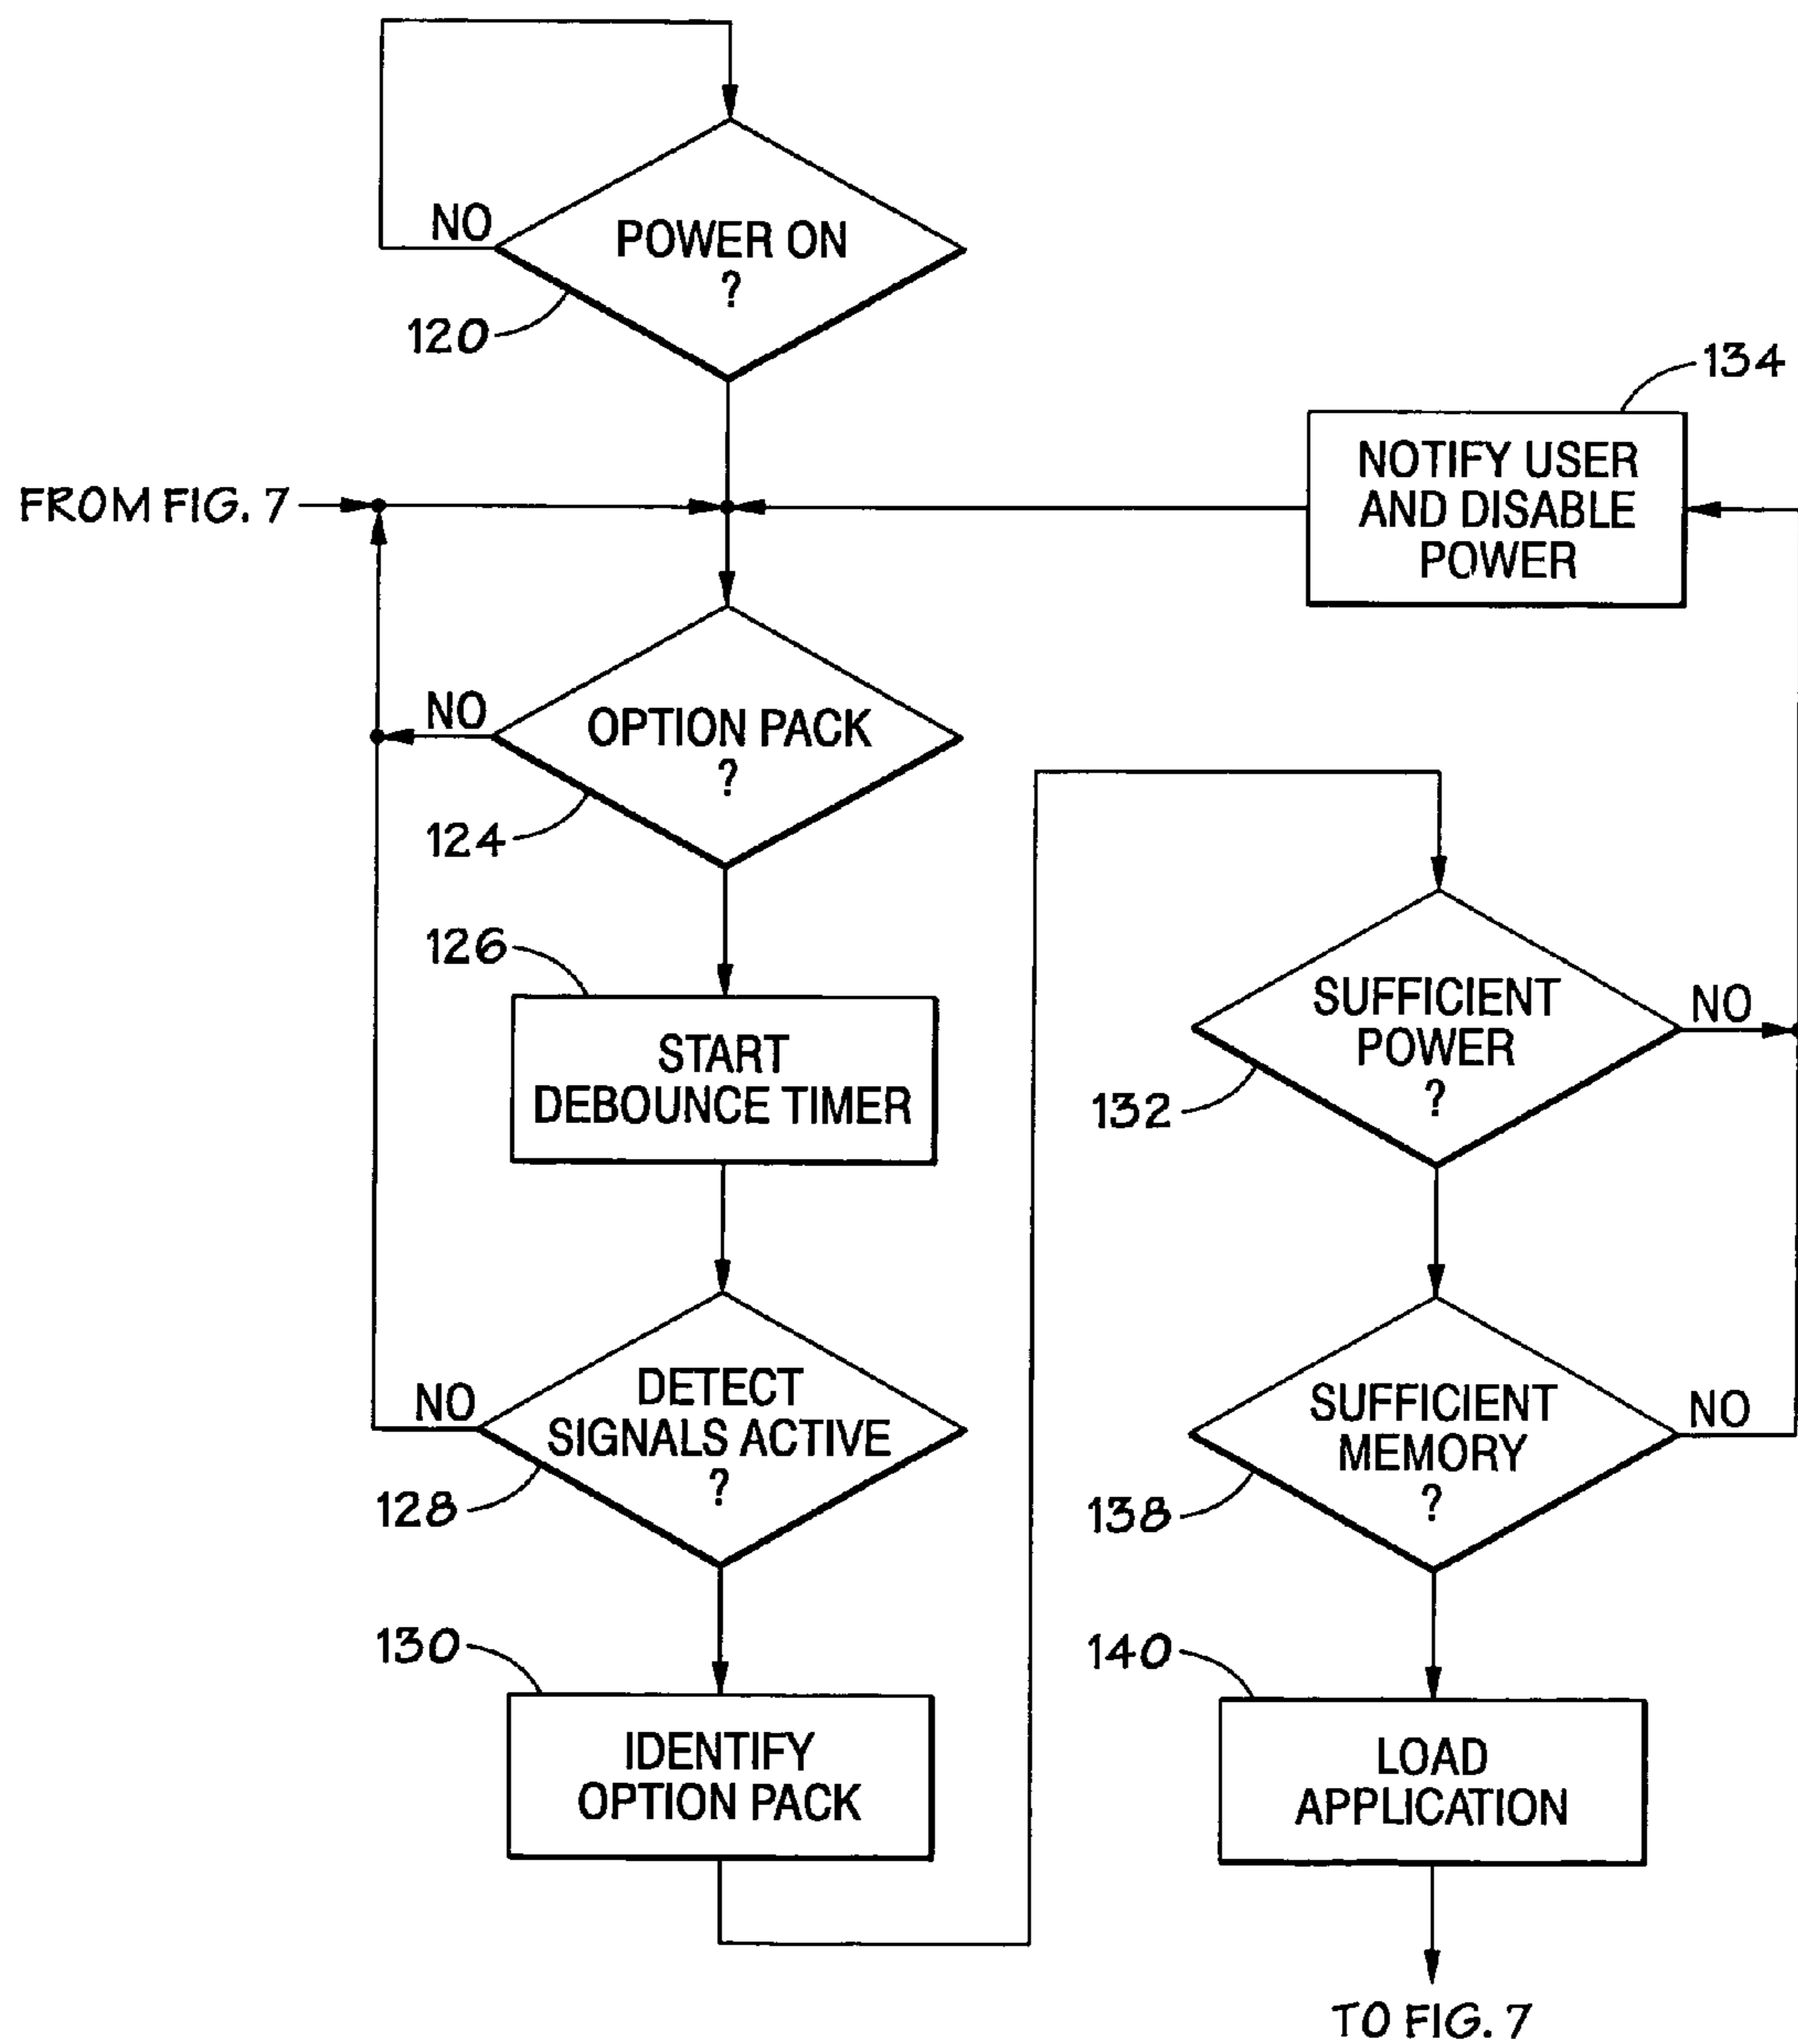 NO
POWER ON
?
120
134
NOTIFY USER
AND DISABLE
POWER
FROM FIG. 7
NO
OPTION PACK
?
124
126
START
DEBOUNCE TIMER
SUFFICIENT
POWER
?
NO
132
NO
DETECT
SIGNALS ACTIVE
?
128
SUFFICIENT
MEMORY
?
NO
138
130
IDENTIFY
OPTION PACK
140
LOAD
APPLICATION
TO FIG. 7